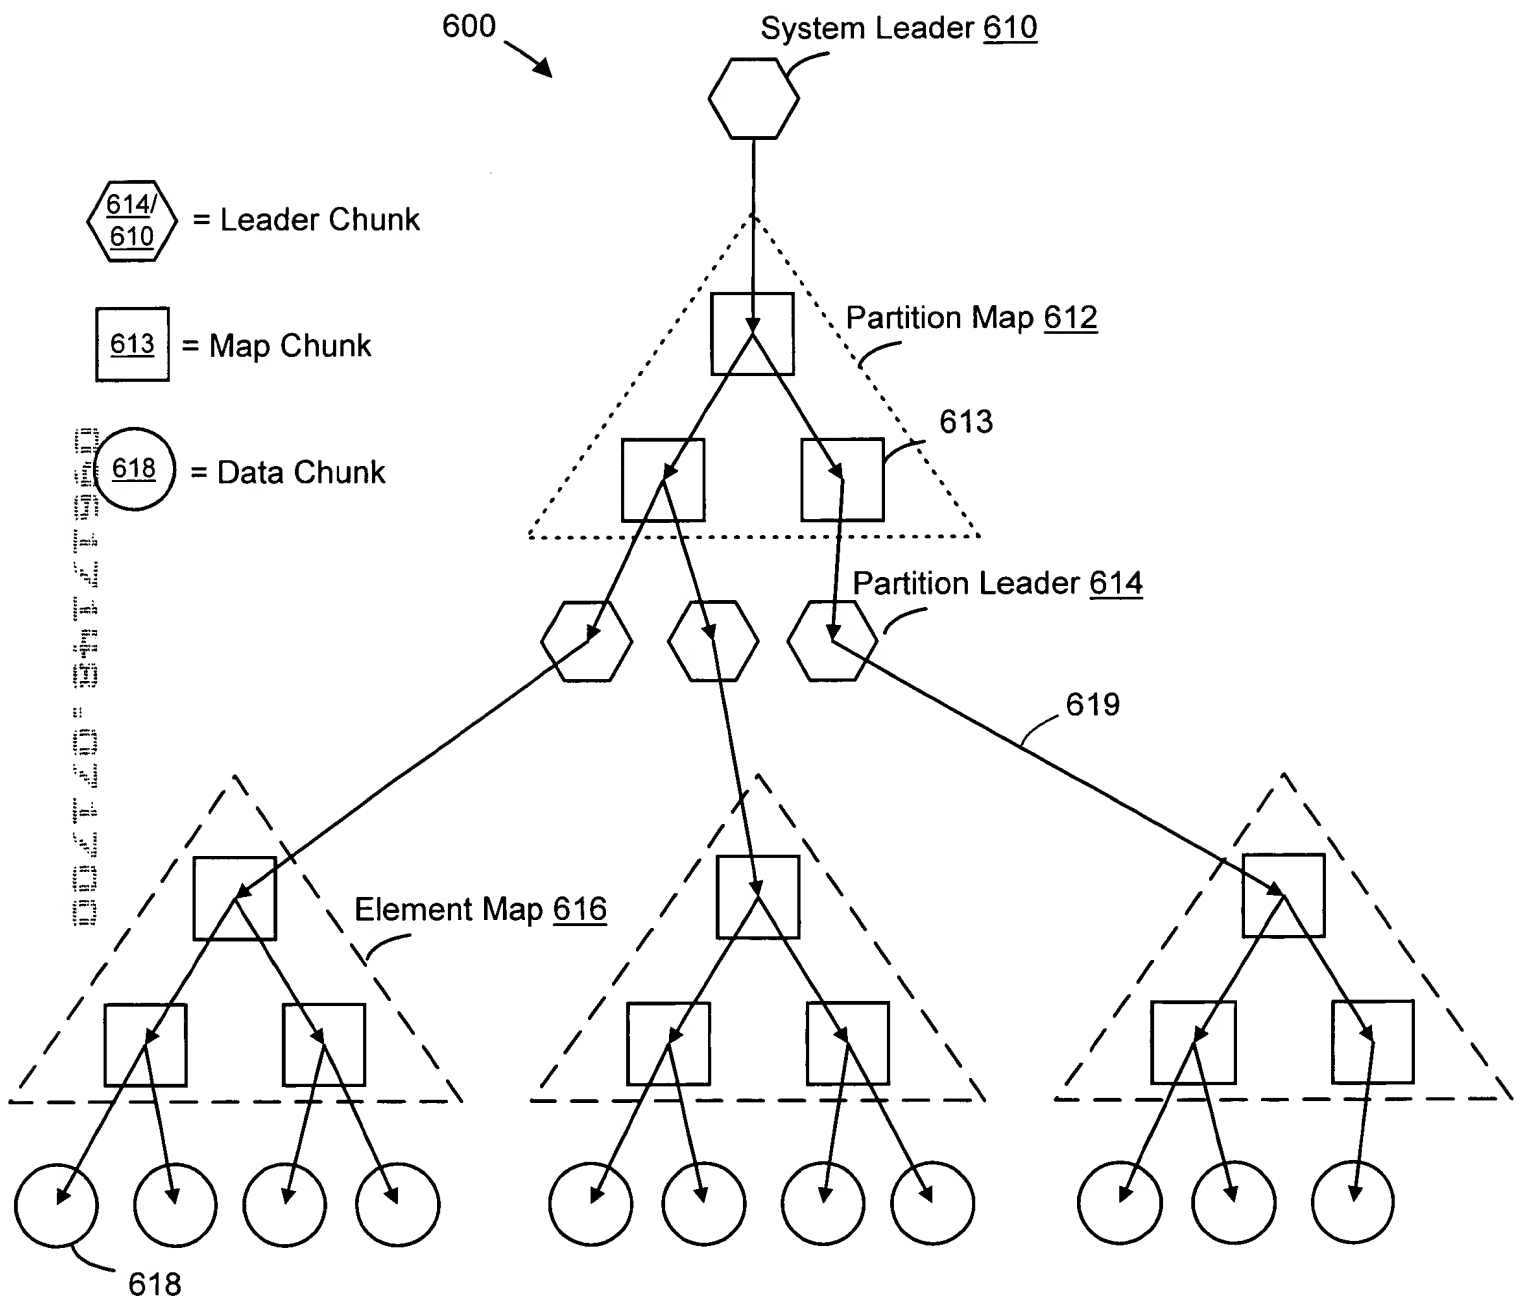 600
System Leader 610
614/
610
= Leader Chunk
Partition Map 612
613
= Map Chunk
613
618
= Data Chunk
Partition Leader 614
619
Element Map 616
618